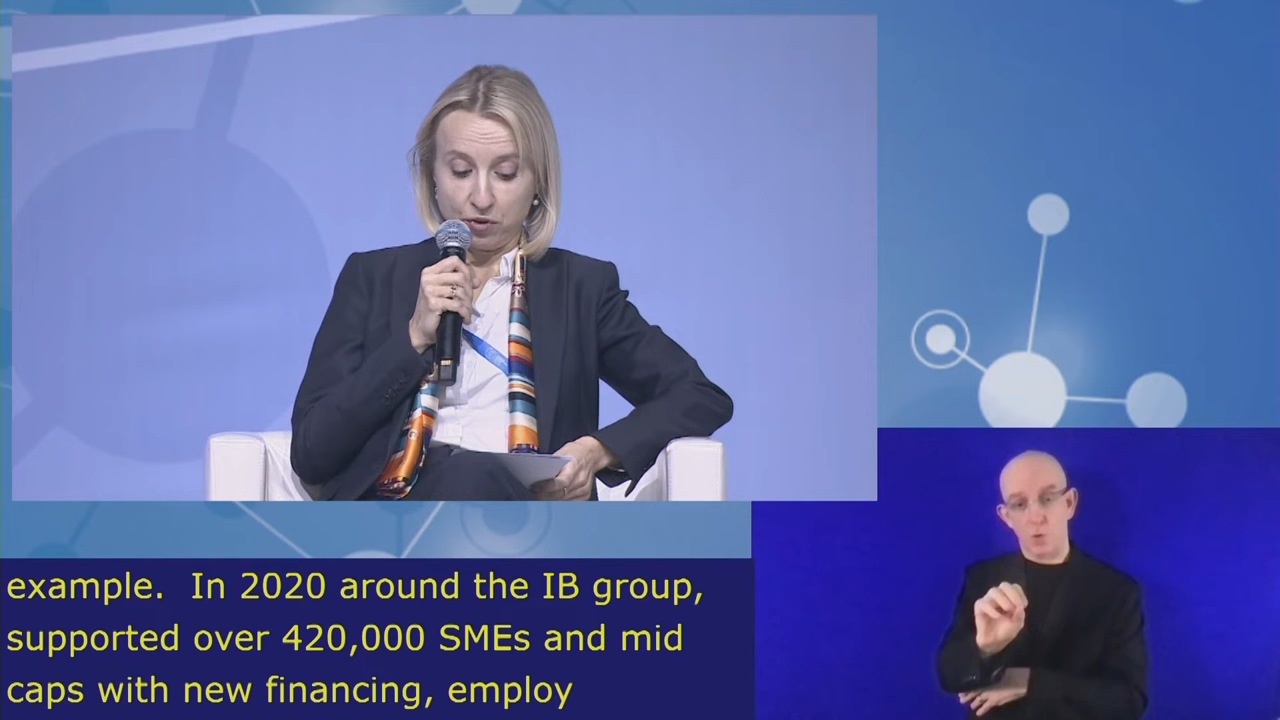 example.  In 2020 around the IB group,
supported over 420,000 SMEs and mid
caps with new financing, employ